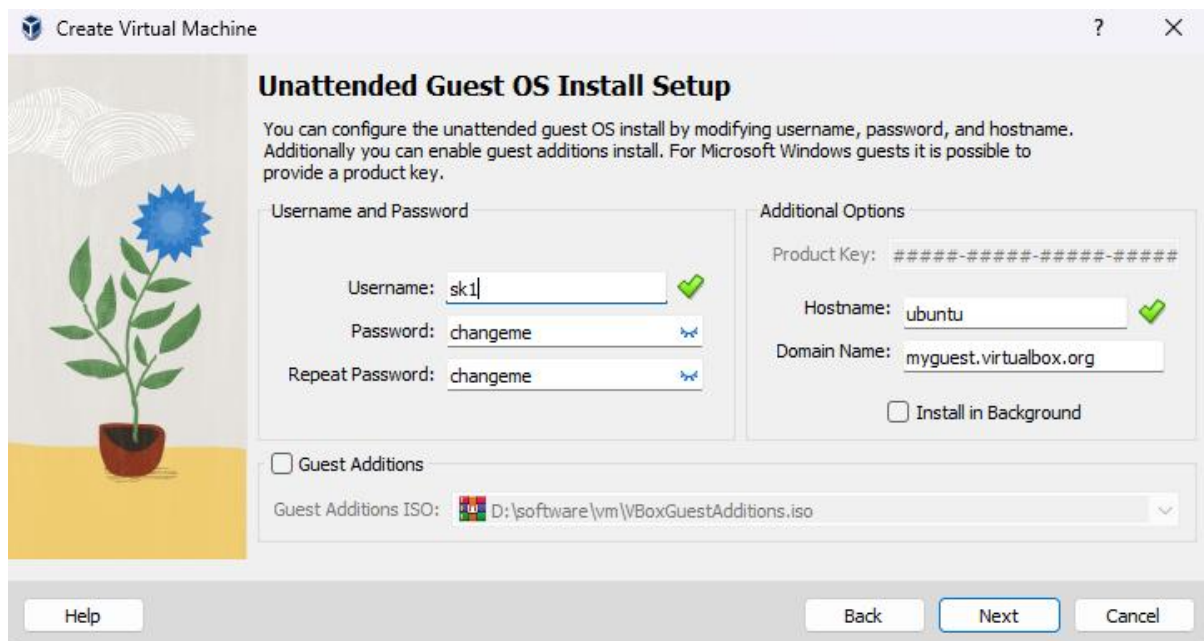 Create Virtual Machine
?
Unattended Guest OS Install Setup
You can configure the unattended guest OS install by modifying username, password, and hostname.
Additionally you can enable guest additions install. For Microsoft Windows guests it is possible to
provide a product key.
Username and Password
Username: sk1
Password: changeme
Repeat Password: changeme
Additional Options
Product Key: #####-#####-#####-#####
Hostname: ubuntu
Domain Name: myguest.virtualbox.org
Install in Background
Guest Additions
Guest Additions ISO: D:\software\vm\VBoxGuestAdditions.iso
Help
Back
Next
Cancel